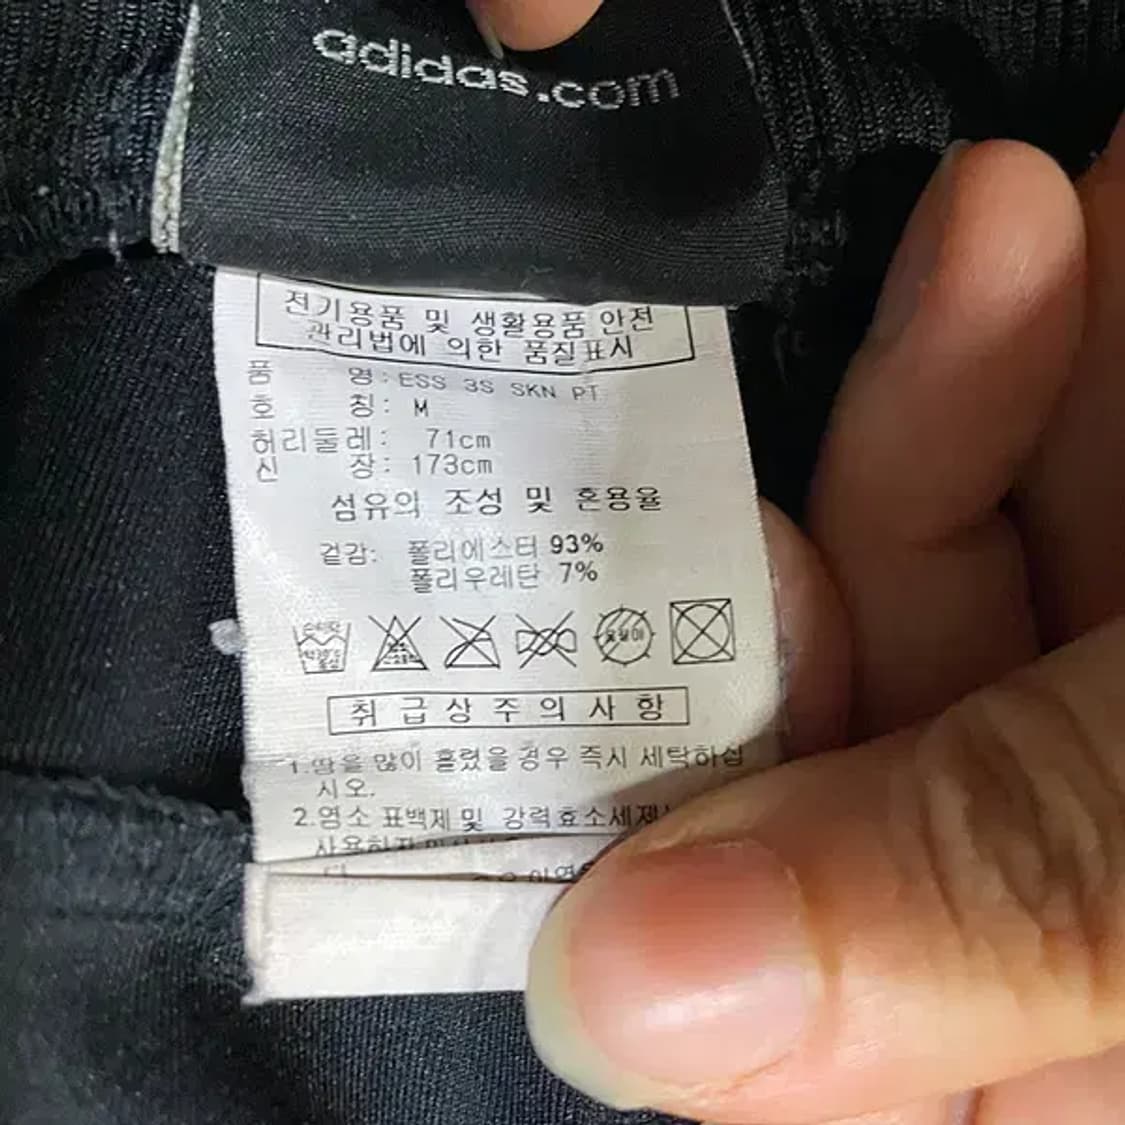 adidas.com
전기용품 및 생활용품 안전
관리법에 의한 품질표시
품 명: ESS 3S SKN PT
호 칭: M
허리둘레: 71cm
신 장: 173cm
섬유의 조성 및 혼용율
겉감: 폴리에스터 93%
폴리우레탄 7%
취급상주의사항
1.땀을 많이 흘렸을 경우 즉시 세탁하십
시오.
2.염소 표백제 및 강력효소세제